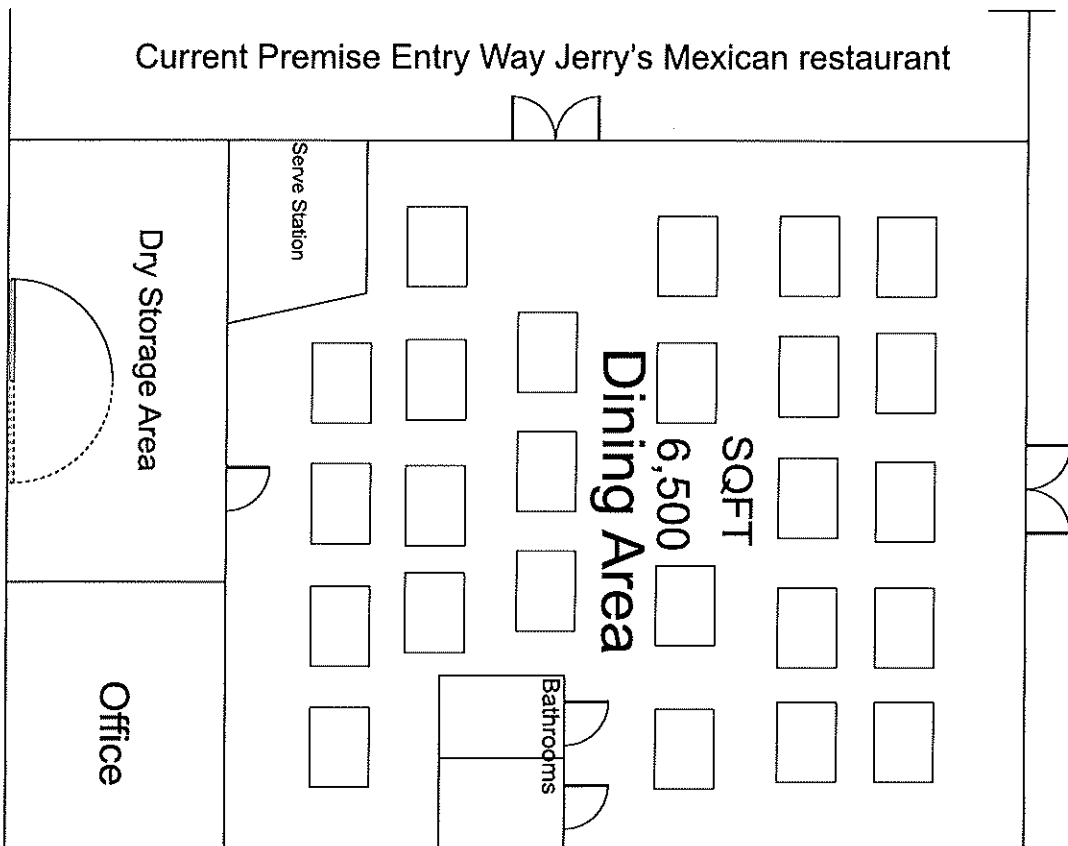 Current Premise Entry Way Jerry's Mexican restaurant
Serve Station
Dry Storage Area
SQFT
6,500
Dining Area
Bathrooms
Office